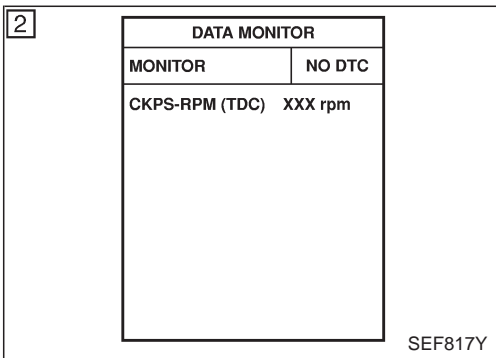 2
DATA MONITOR
MONITOR NO DTC
CKPS-RPM (TDC) XXX rpm
SEF817Y